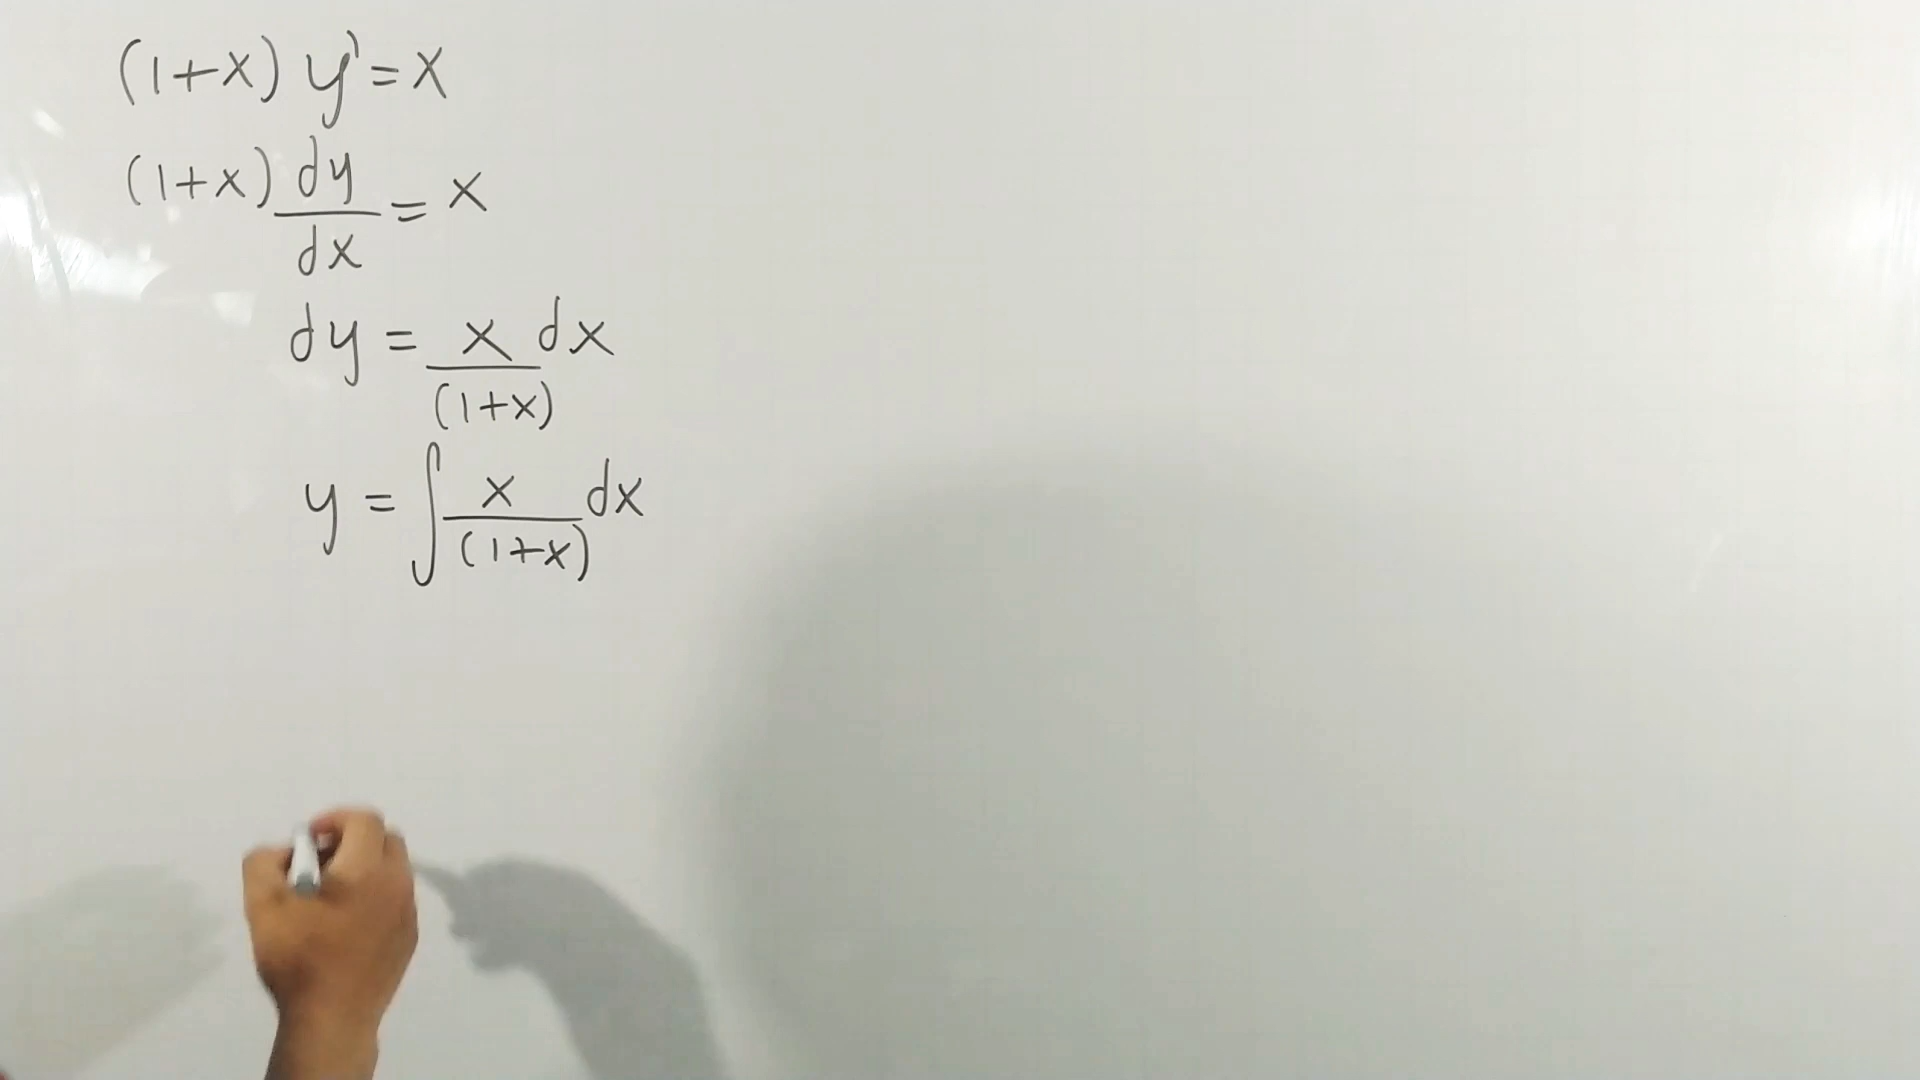 (1+x) y' = x
(1+x) dy/dx = x
dy = x/(1+x) dx
y = ∫ x/(1+x) dx